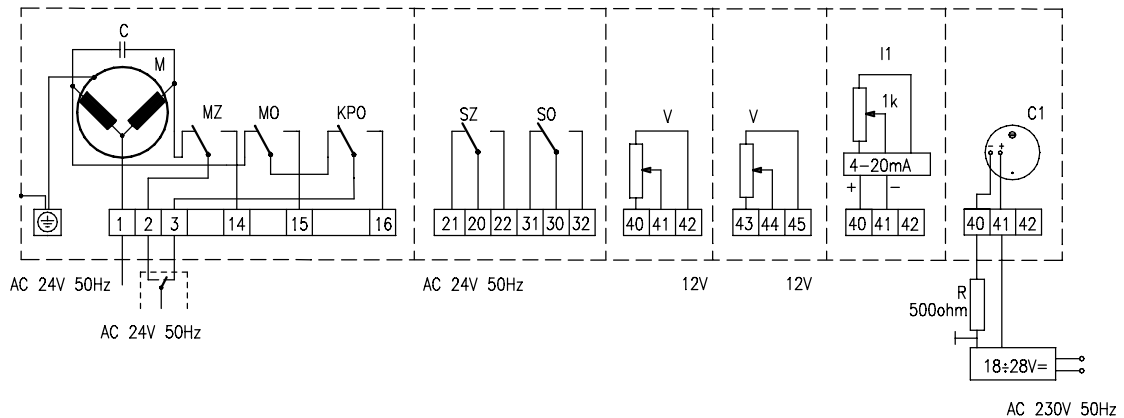 C
M
MZ
MO
KPO
SZ
SO
V
V
I1
1k
4-20mA
+ -
C1
- +
1 2 3 14 15 16
21 20 22 31 30 32
40 41 42
43 44 45
40 41 42
40 41 42
AC 24V 50Hz
AC 24V 50Hz
AC 24V 50Hz
12V
12V
R
500ohm
18÷28V=
AC 230V 50Hz